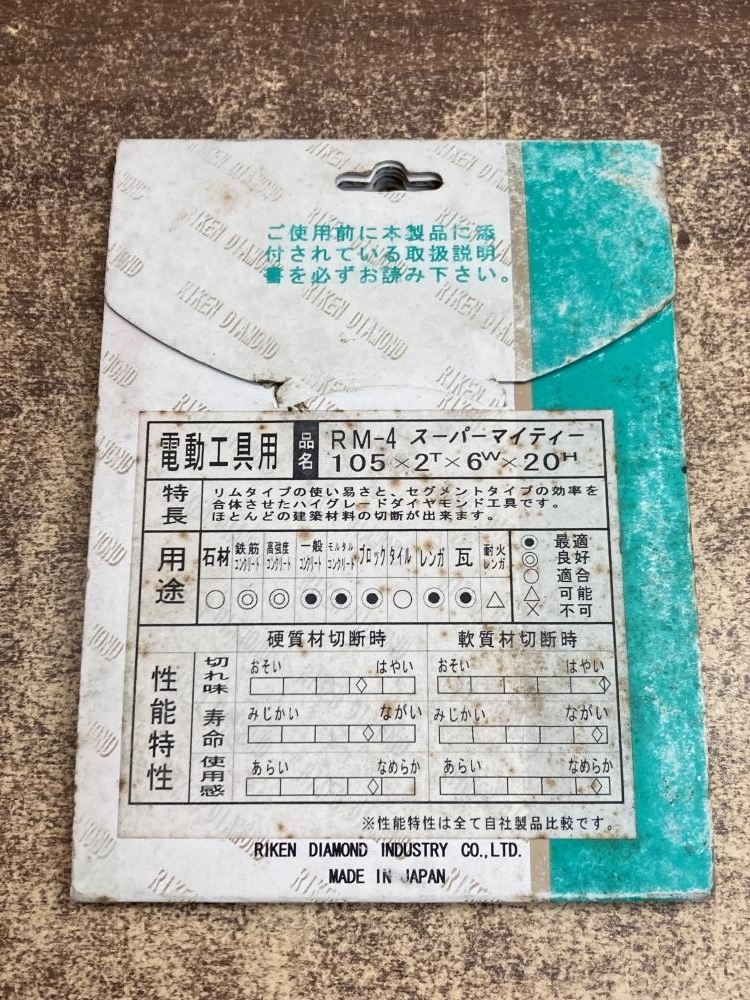 RIKEN DIAMOND
ご使用前に本製品に添
付されている取扱説明
書を必ずお読み下さい。
電動工具用 品名 RM-4 スーパーマイティー
105×2T×6W×20H
特長 リムタイプの使い易さと、セグメントタイプの効率を
合体させたハイグレードダイヤモンド工具です。
ほとんどの建築材料の切断が出来ます。
用途 石材 鉄筋コンクリート 高強度コンクリート 一般コンクリート モルタルコンクリート ブロック タイル レンガ 瓦 耐火レンガ
○ ◎ ◎ ◉ ◉ ◉ ○ ◉ ◉ △
◉ 最適
◎ 良好
○ 適合
△ 可能
× 不可
性能特性
硬質材切断時 軟質材切断時
切れ味 おそい はやい おそい はやい
寿命 みじかい ながい みじかい ながい
使用感 あらい なめらか あらい なめらか
※性能特性は全て自社製品比較です。
RIKEN DIAMOND INDUSTRY CO.,LTD.
MADE IN JAPAN